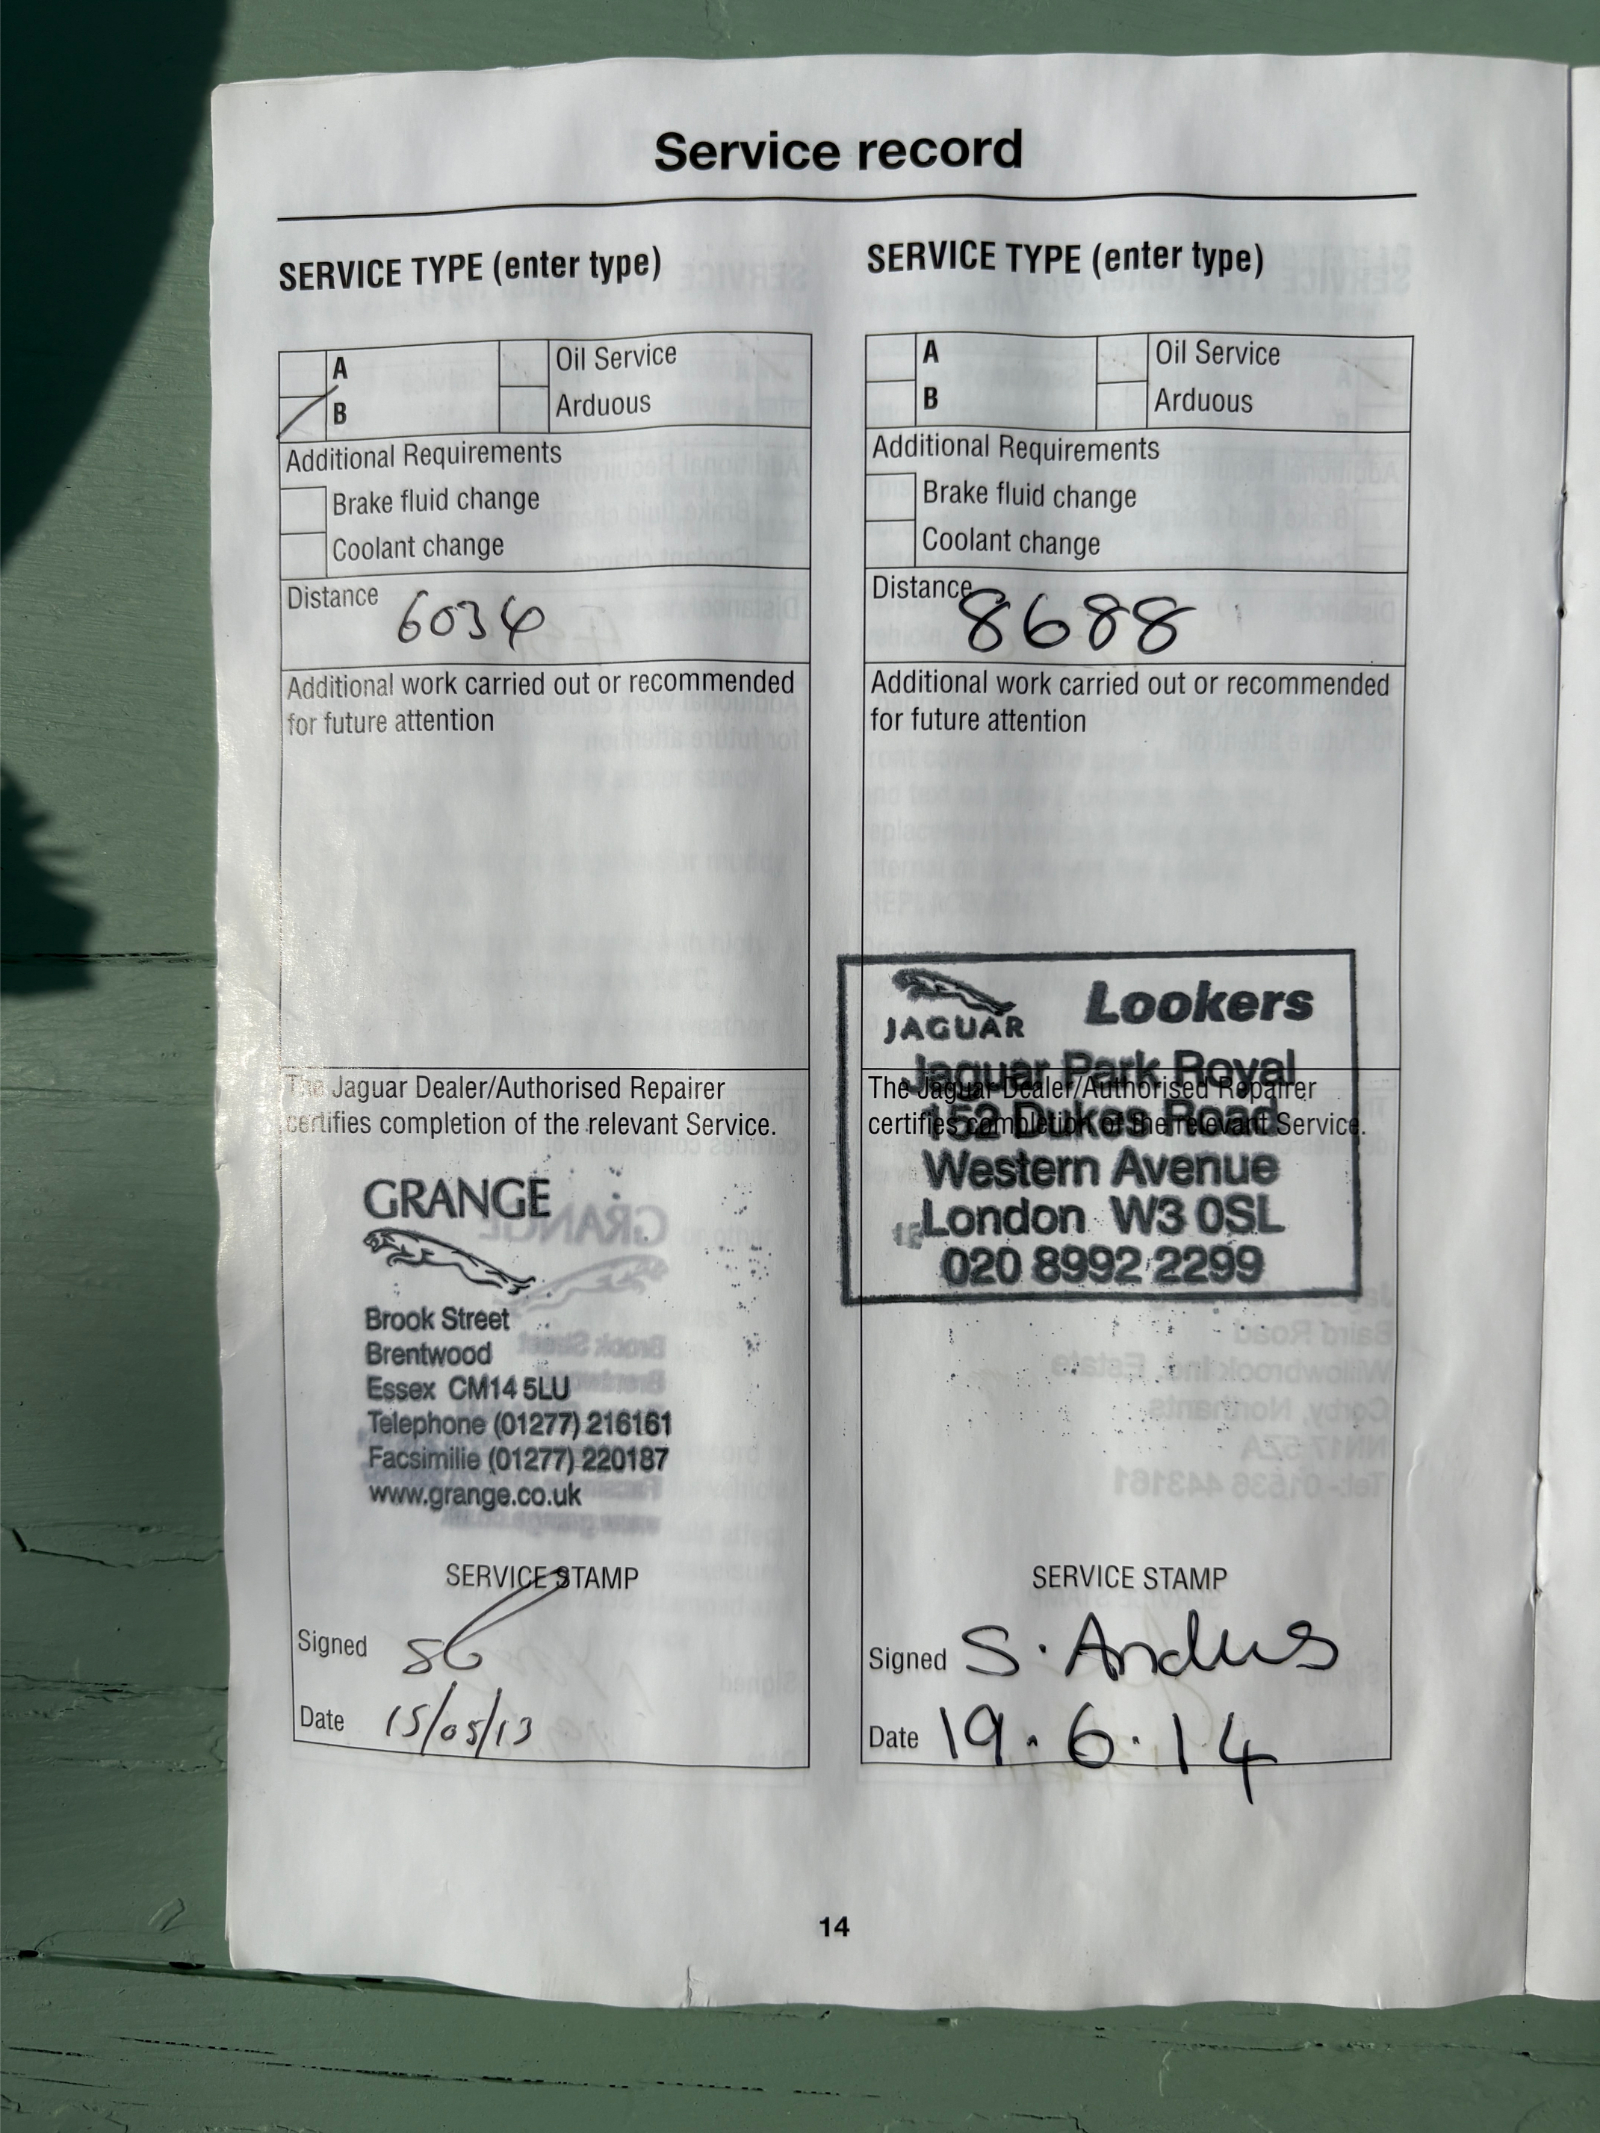 Service record
SERVICE TYPE (enter type)
A
Oil Service
B
Arduous
Additional Requirements
Brake fluid change
Coolant change
Distance 6034
Additional work carried out or recommended
for future attention
The Jaguar Dealer/Authorised Repairer
certifies completion of the relevant Service.
GRANGE
Brook Street
Brentwood
Essex CM14 5LU
Telephone (01277) 216161
Facsimilie (01277) 220187
www.grange.co.uk
SERVICE STAMP
Signed SG
Date 15/05/13
SERVICE TYPE (enter type)
A
Oil Service
B
Arduous
Additional Requirements
Brake fluid change
Coolant change
Distance 8688
Additional work carried out or recommended
for future attention
JAGUAR Lookers
Jaguar Park Royal
The Jaguar Dealer/Authorised Repairer
152 Dukes Road
certifies completion of the relevant Service.
Western Avenue
London W3 0SL
020 8992 2299
SERVICE STAMP
Signed S. Andrus
Date 19.6.14
14